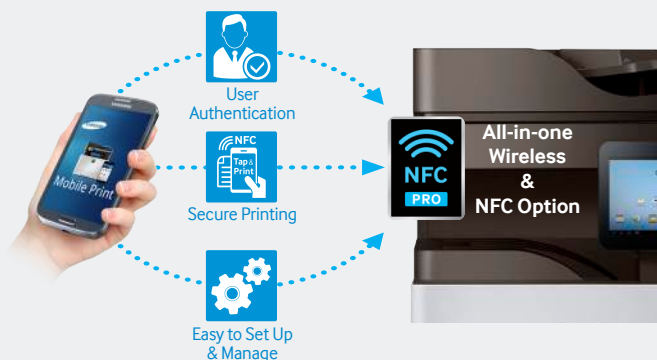 User
Authentication
NFC
Tap &
Print
Secure Printing
Easy to Set Up
& Manage
SAMSUNG
Mobile Print
NFC
PRO
All-in-one
Wireless
&
NFC Option